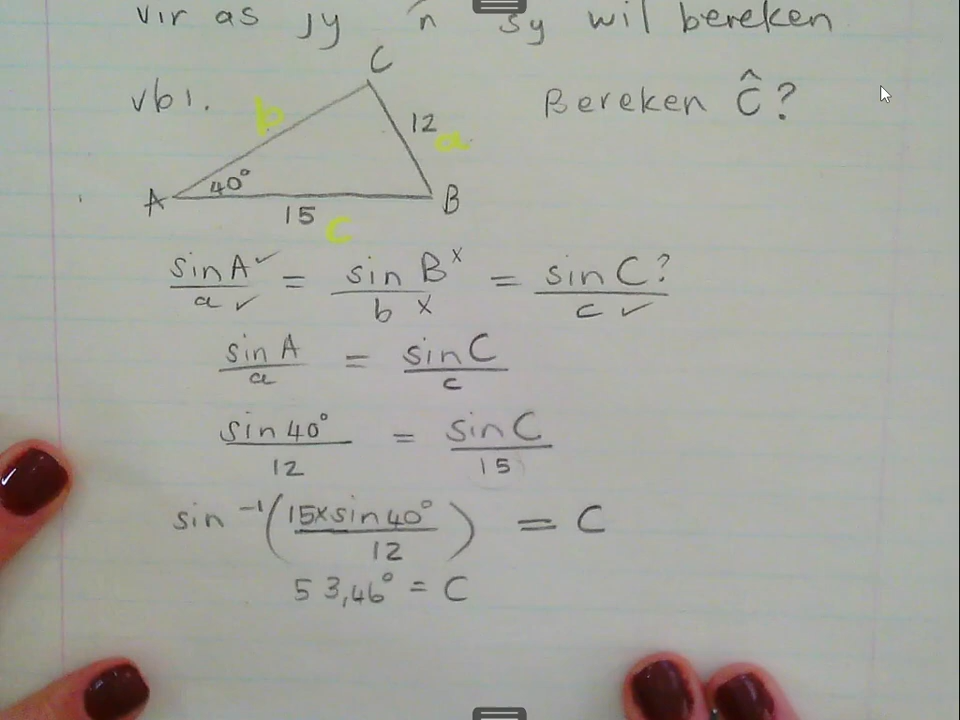 vir as jy 'n sy wil bereken
vb1. Bereken Ĉ?
C
b
12
a
40°
A
B
15
c
sin A ✓ / a ✓ = sin B x / b x = sin C? / c ✓
sin A / a = sin C / c
sin 40° / 12 = sin C / 15
sin ⁻¹ (15 x sin 40° / 12) = C
53,46° = C